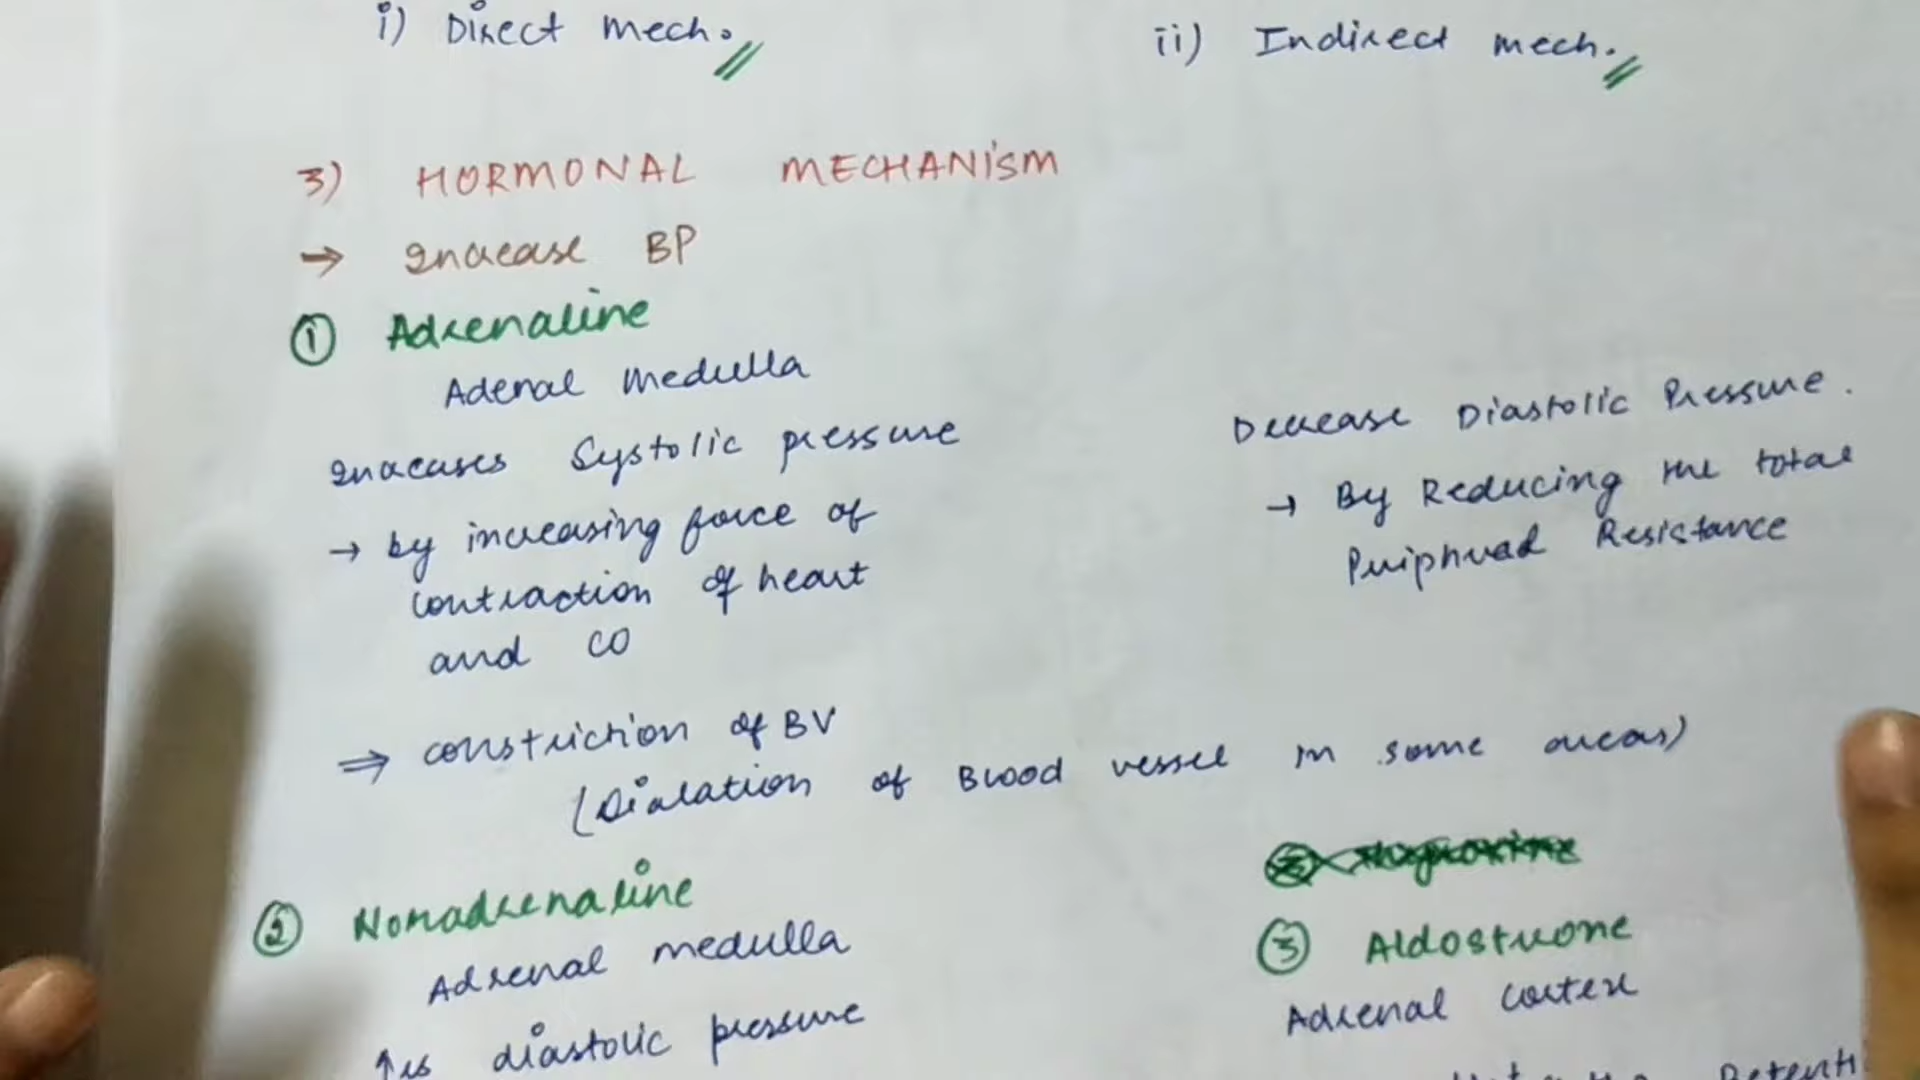 i) Direct mech.
ii) Indirect mech.
3) HORMONAL MECHANISM
→ Increase BP
① Adrenaline
Adenal medulla
Increases Systolic pressure
→ by increasing force of
contraction of heart
and CO
Decrease Diastolic Pressure.
→ By Reducing the total
Peripheral Resistance
⇒ constriction of BV
(Dialation of Blood vessel in some areas)
② Noradrenaline
Adrenal medulla
↑es diastolic pressure
③ Aldosterone
Adrenal cortex